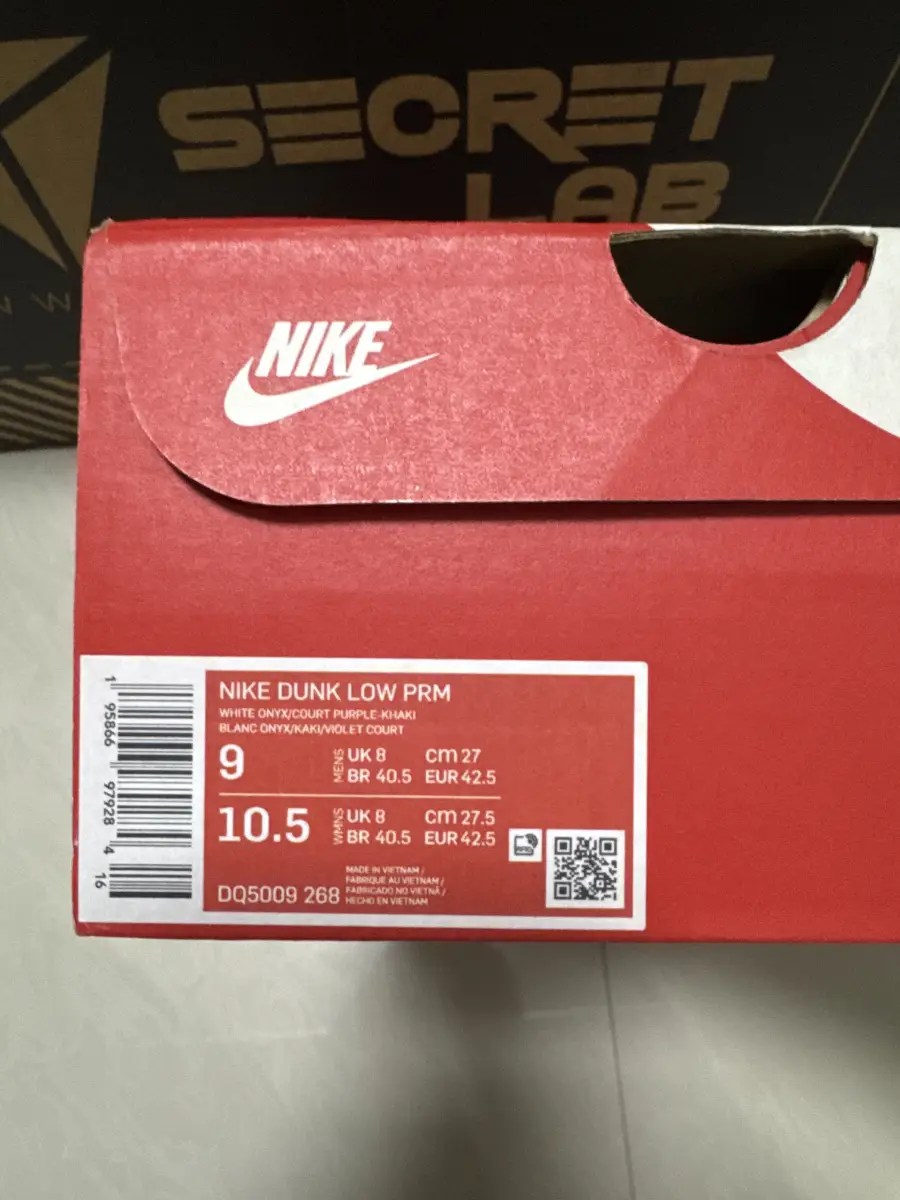 SECRET
LAB
NIKE
NIKE DUNK LOW PRM
WHITE ONYX/COURT PURPLE-KHAKI
BLANC ONYX/KAKI/VIOLET COURT
9 MENS UK 8 CM 27
BR 40.5 EUR 42.5
10.5 WMNS UK 8 CM 27.5
BR 40.5 EUR 42.5
MADE IN VIETNAM /
FABRIQUE AU VIETNAM /
FABRICADO NO VIETNÃ /
HECHO EN VIETNAM
DQ5009 268
1 95866 97928 4 16